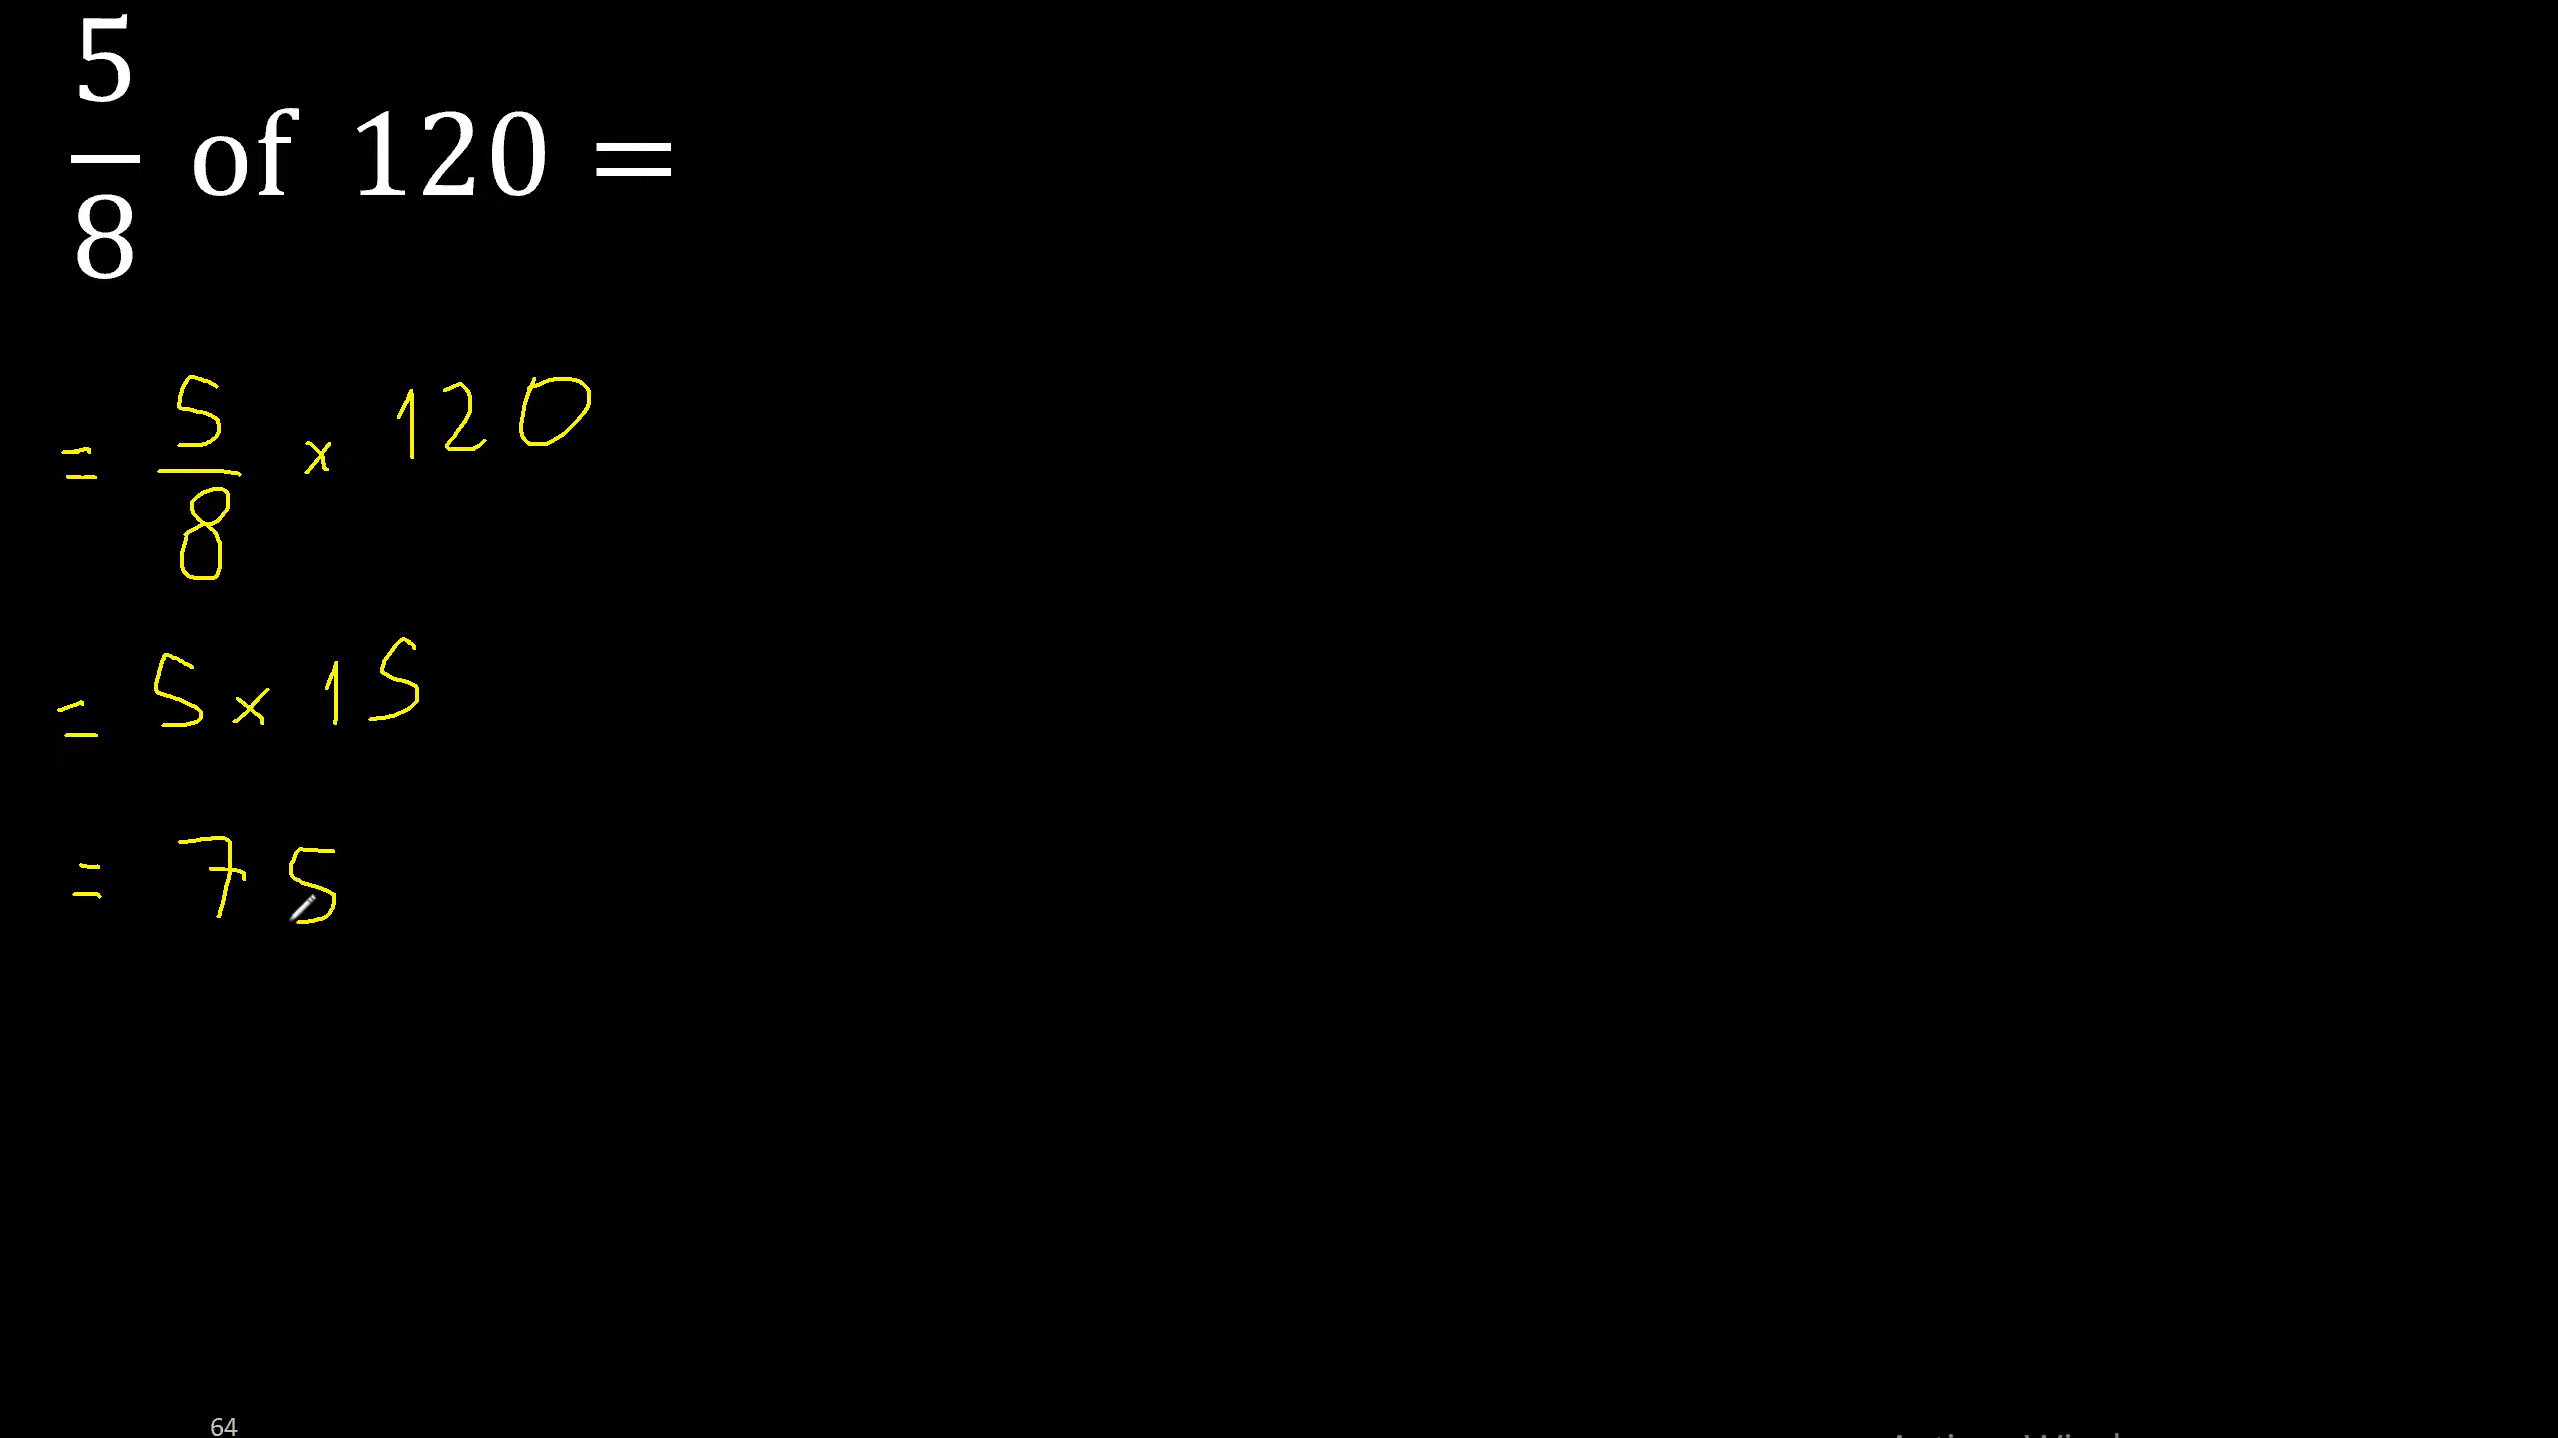 5/8 of 120 =
= 5/8 x 120
= 5 x 15
= 75
64